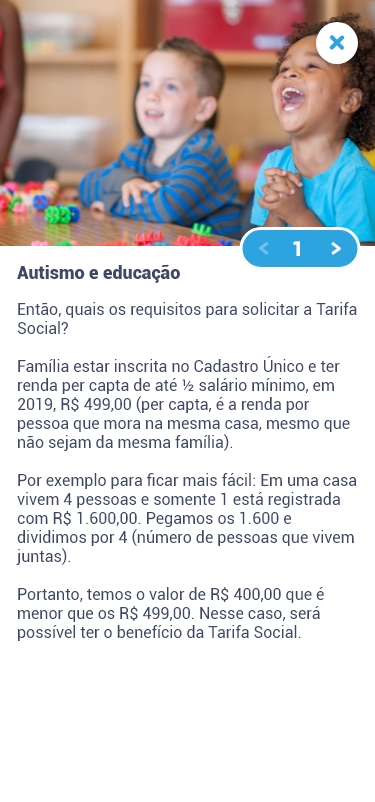 1
Autismo e educação
Então, quais os requisitos para solicitar a Tarifa
Social?
Família estar inscrita no Cadastro Único e ter
renda per capta de até ½ salário mínimo, em
2019, R$ 499,00 (per capta, é a renda por
pessoa que mora na mesma casa, mesmo que
não sejam da mesma família).
Por exemplo para ficar mais fácil: Em uma casa
vivem 4 pessoas e somente 1 está registrada
com R$ 1.600,00. Pegamos os 1.600 e
dividimos por 4 (número de pessoas que vivem
juntas).
Portanto, temos o valor de R$ 400,00 que é
menor que os R$ 499,00. Nesse caso, será
possível ter o benefício da Tarifa Social.